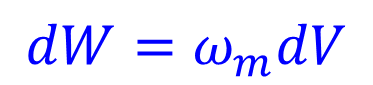 dW = ω_m dV